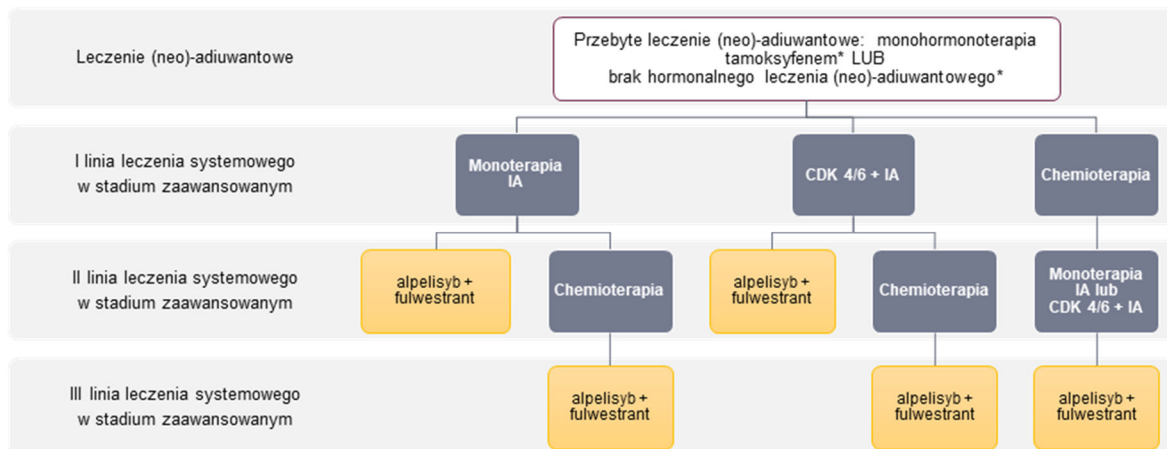 Leczenie (neo)-adiuwantowe
Przebyte leczenie (neo)-adiuwantowe: monohormonoterapia
tamoksyfenem* LUB
brak hormonalnego leczenia (neo)-adiuwantowego*
I linia leczenia systemowego
w stadium zaawansowanym
Monoterapia
IA
CDK 4/6 + IA
Chemioterapia
II linia leczenia systemowego
w stadium zaawansowanym
alpelisyb +
fulwestrant
Chemioterapia
alpelisyb +
fulwestrant
Chemioterapia
Monoterapia
IA lub
CDK 4/6 + IA
III linia leczenia systemowego
w stadium zaawansowanym
alpelisyb +
fulwestrant
alpelisyb +
fulwestrant
alpelisyb +
fulwestrant